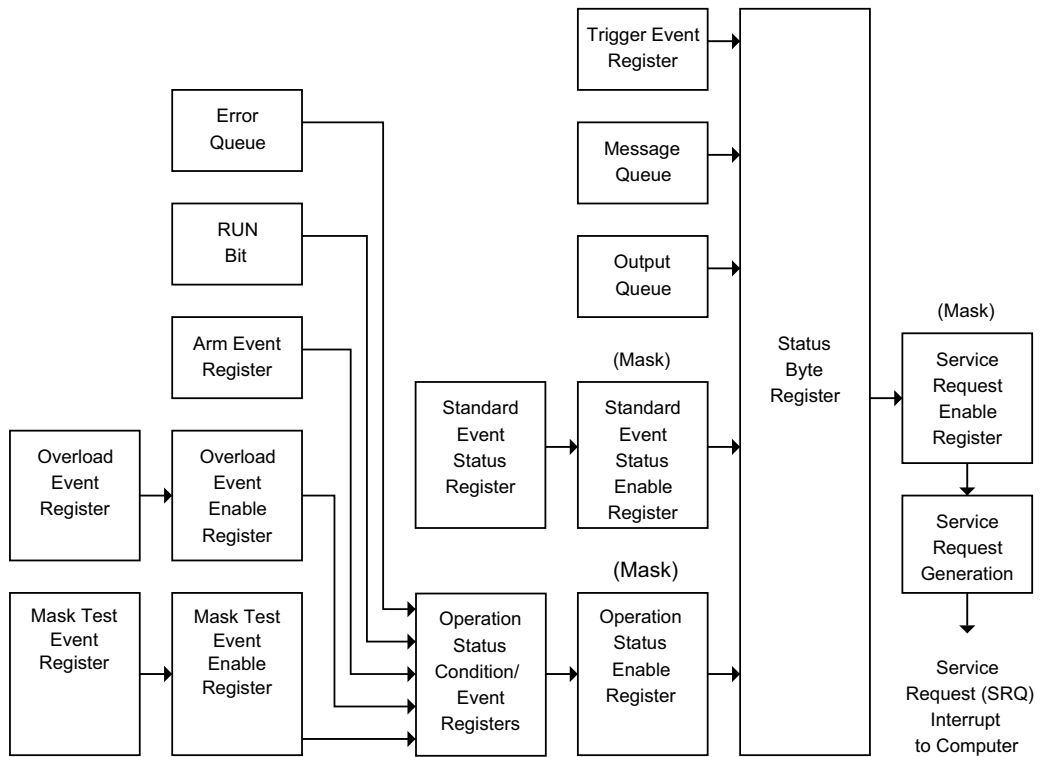 Trigger Event
Register
Error
Queue
Message
Queue
RUN
Bit
Output
Queue
Arm Event
Register
(Mask)
Standard
Event
Status
Register
Standard
Event
Status
Enable
Register
Status
Byte
Register
(Mask)
Service
Request
Enable
Register
Overload
Event
Register
Overload
Event
Enable
Register
Service
Request
Generation
(Mask)
Mask Test
Event
Register
Mask Test
Event
Enable
Register
Operation
Status
Condition/
Event
Registers
Operation
Status
Enable
Register
Service
Request (SRQ)
Interrupt
to Computer